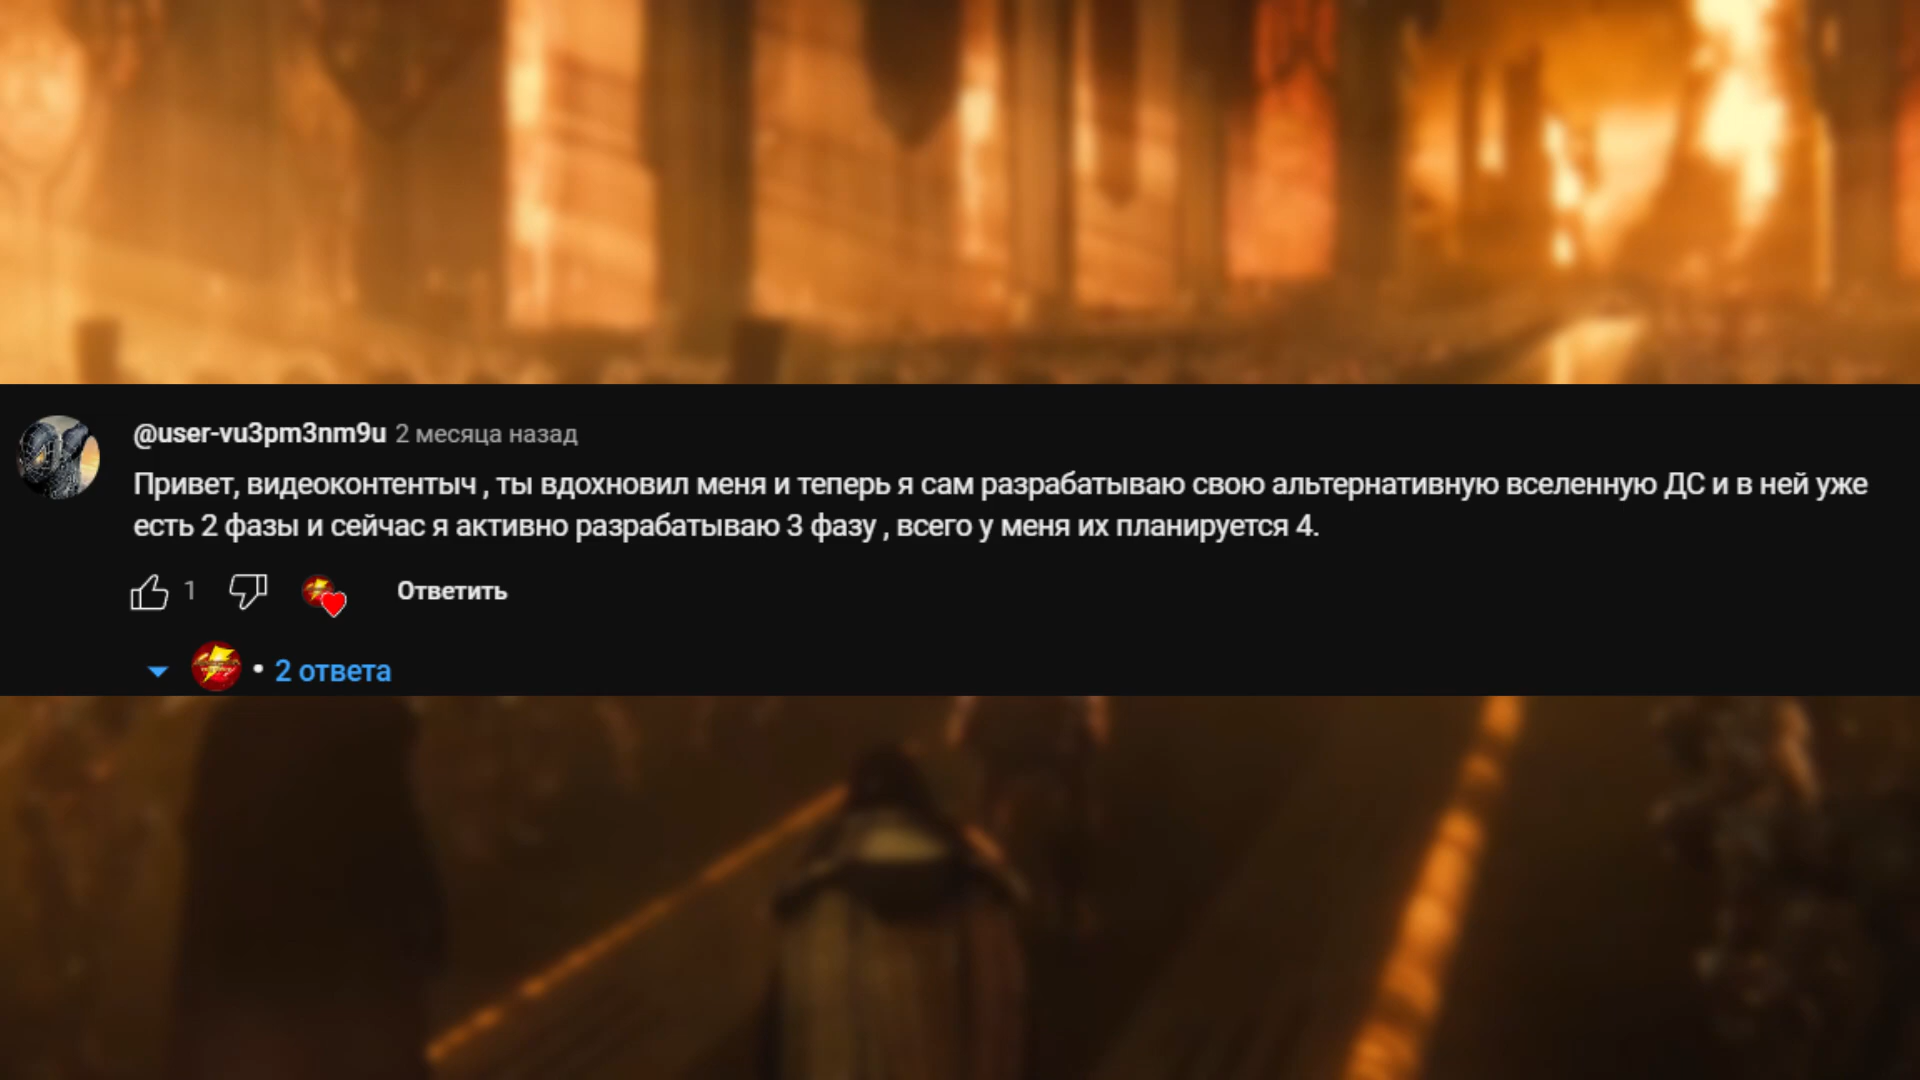 @user-vu3pm3nm9u 2 месяца назад
Привет, видеоконтентыч , ты вдохновил меня и теперь я сам разрабатываю свою альтернативную вселенную ДС и в ней уже
есть 2 фазы и сейчас я активно разрабатываю 3 фазу , всего у меня их планируется 4.
1 Ответить
• 2 ответа